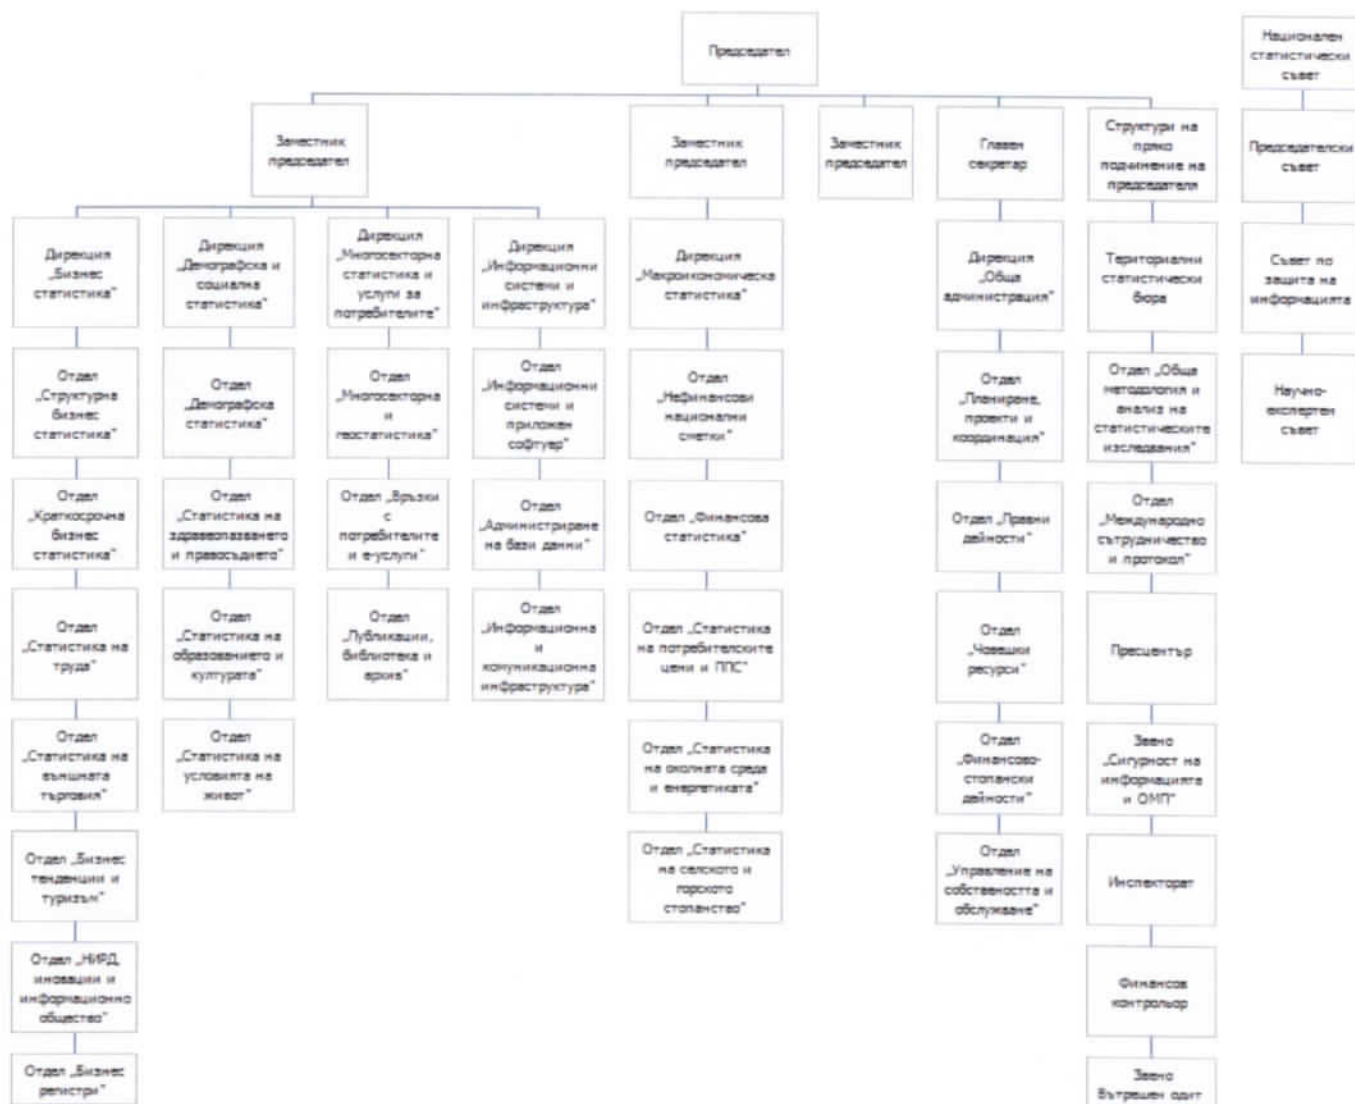 Председател
Национален
статистически
съвет
Заместник
председател
Заместник
председател
Заместник
председател
Главен
секретар
Структури на
пряко
подчинение на
председателя
Председателски
съвет
Дирекция
„Бизнес
статистика“
Дирекция
„Демографска и
социална
статистика“
Дирекция
„Многосекторна
статистика и
услуги за
потребителите“
Дирекция
„Информационни
системи и
инфраструктура“
Дирекция
„Макроикономическа
статистика“
Дирекция
„Обща
администрация“
Териториални
статистически
бюра
Съвет по
защита на
информацията
Отдел
„Структурна
бизнес
статистика“
Отдел
„Демографска
статистика“
Отдел
„Многосекторна
и
геостатистика“
Отдел
„Информационни
системи и
приложен
софтуер“
Отдел
„Нефинансови
национални
сметки“
Отдел
„Планиране,
проекти и
координация“
Отдел „Обща
методология и
анализ на
статистическите
изследвания“
Научно-
експертен
съвет
Отдел
„Краткосрочна
бизнес
статистика“
Отдел
„Статистика на
здравеопазването
и правосъдието“
Отдел „Връзки
с
потребителите
и е-услуги“
Отдел
„Администриране
на бази данни“
Отдел „Финансова
статистика“
Отдел „Правни
дейности“
Отдел
„Международно
сътрудничество
и протокол“
Отдел
„Статистика на
труда“
Отдел
„Статистика на
образованието и
културата“
Отдел
„Публикации,
библиотека и
архив“
Отдел
„Информационна
и
комуникационна
инфраструктура“
Отдел „Статистика
на потребителските
цени и ППС“
Отдел
„Човешки
ресурси“
Пресцентър
Отдел
„Статистика на
външната
търговия“
Отдел
„Статистика на
условията на
живот“
Отдел „Статистика
на околната среда
и енергетиката“
Отдел
„Финансово-
стопански
дейности“
Звено
„Сигурност на
информацията
и ОМП“
Отдел „Бизнес
тенденции и
туризъм“
Отдел „Статистика
на селското и
горското
стопанство“
Отдел
„Управление на
собствеността и
обслужване“
Инспекторат
Отдел „НИРД,
иновации и
информационно
общество“
Финансов
контрольор
Отдел „Бизнес
регистри“
Звено
Вътрешен одит